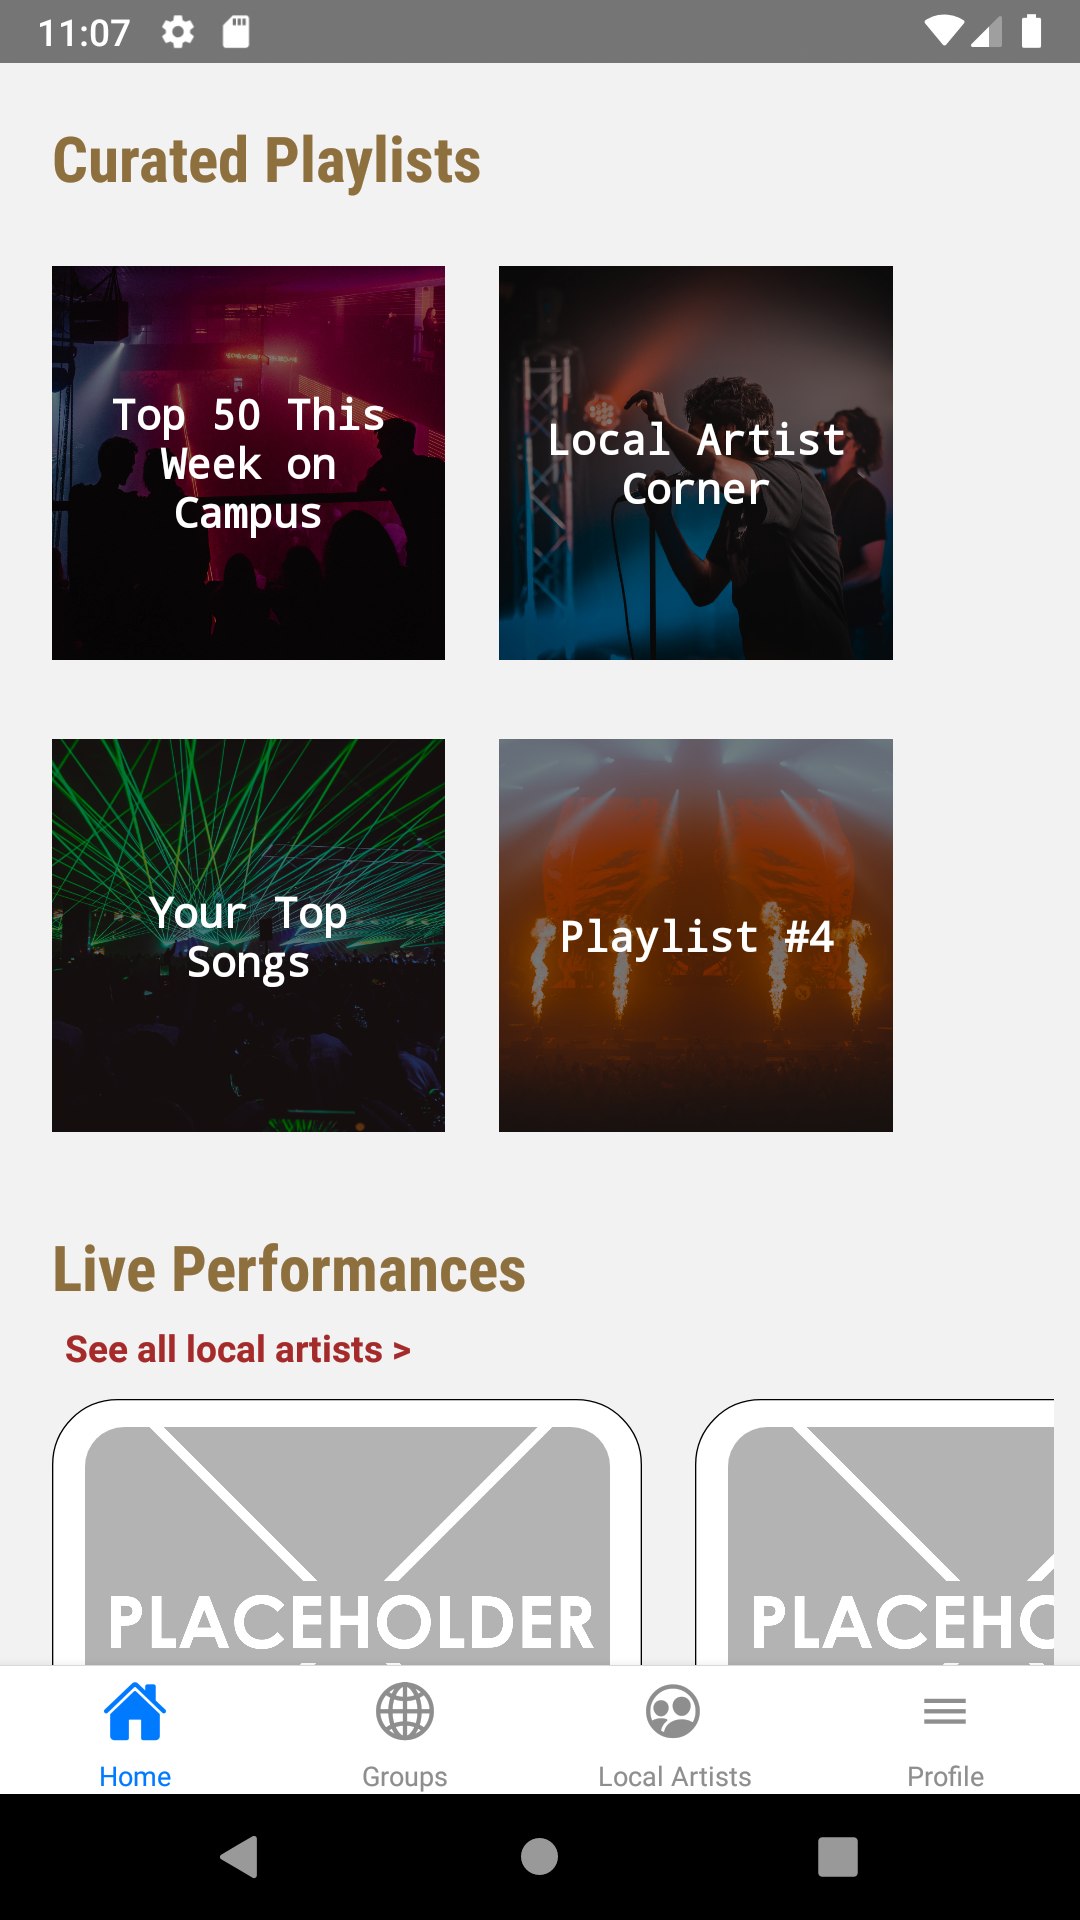 11:07
Curated Playlists
Top 50 This
Week on
Campus
Local Artist
Corner
Your Top
Songs
Playlist #4
Live Performances
See all local artists >
PLACEHOLDER
PLACEHO
Home
Groups
Local Artists
Profile